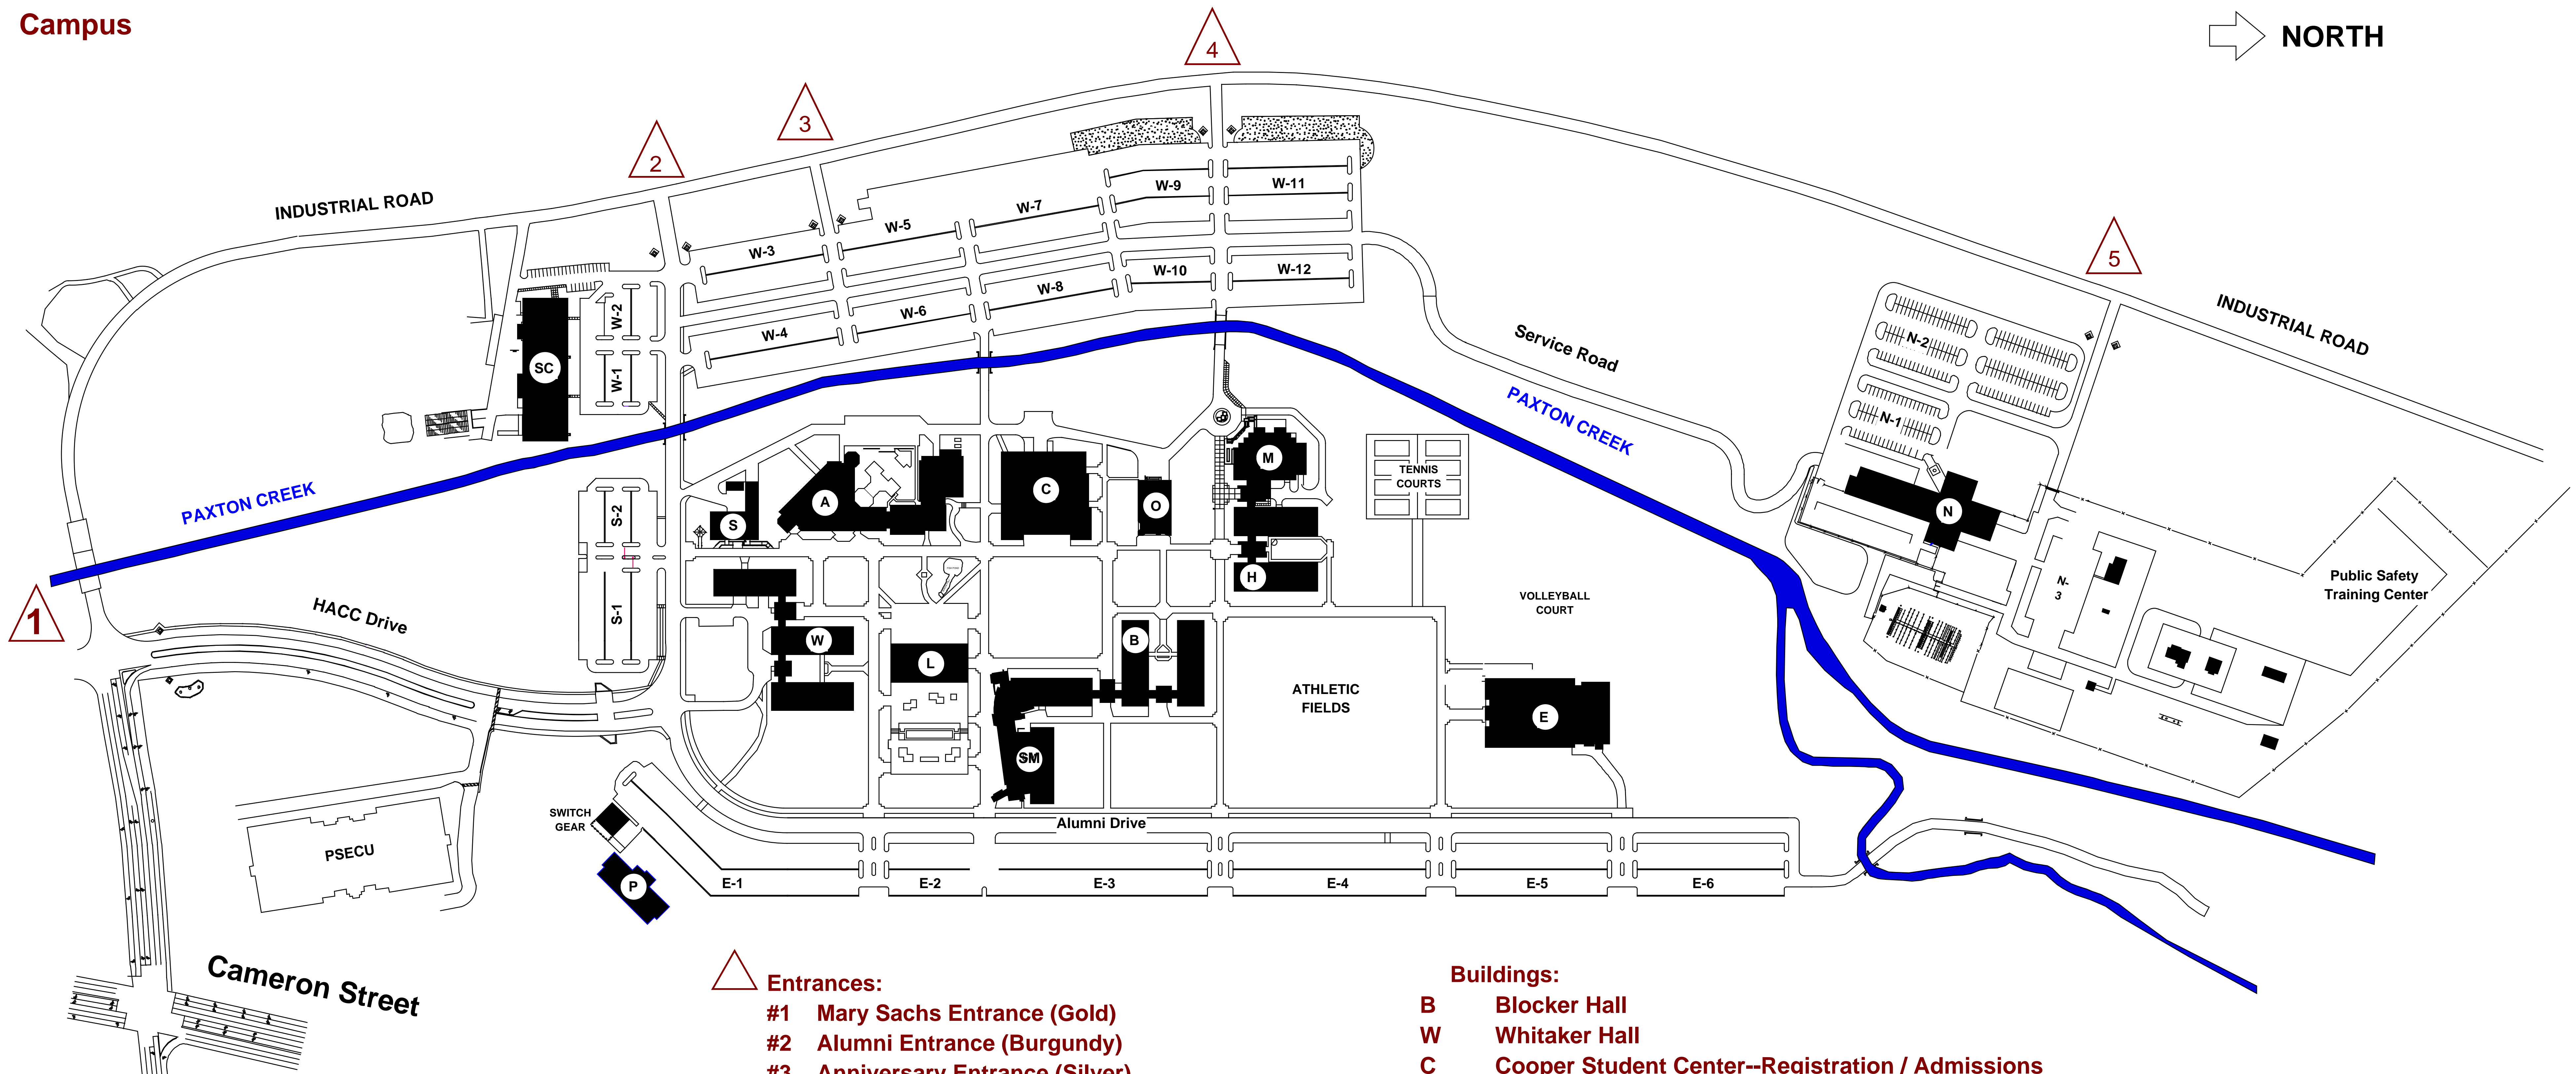 Campus
4
NORTH
3
2
INDUSTRIAL ROAD
W-9
W-11
W-7
W-5
W-3
5
W-10
W-12
W-8
W-6
W-4
W-2
INDUSTRIAL ROAD
Service Road
N-2
SC
W-1
PAXTON CREEK
N-1
M
TENNIS
COURTS
PAXTON CREEK
A
C
O
S
S-2
N
H
N-
3
Public Safety
Training Center
VOLLEYBALL
COURT
1
HACC Drive
S-1
W
B
L
ATHLETIC
FIELDS
E
SM
SWITCH
GEAR
Alumni Drive
PSECU
P
E-1
E-2
E-3
E-4
E-5
E-6
Cameron Street
Entrances:
#1 Mary Sachs Entrance (Gold)
#2 Alumni Entrance (Burgundy)
#3 Anniversary Entrance (Silver)
Buildings:
B Blocker Hall
W Whitaker Hall
C Cooper Student Center--Registration / Admissions